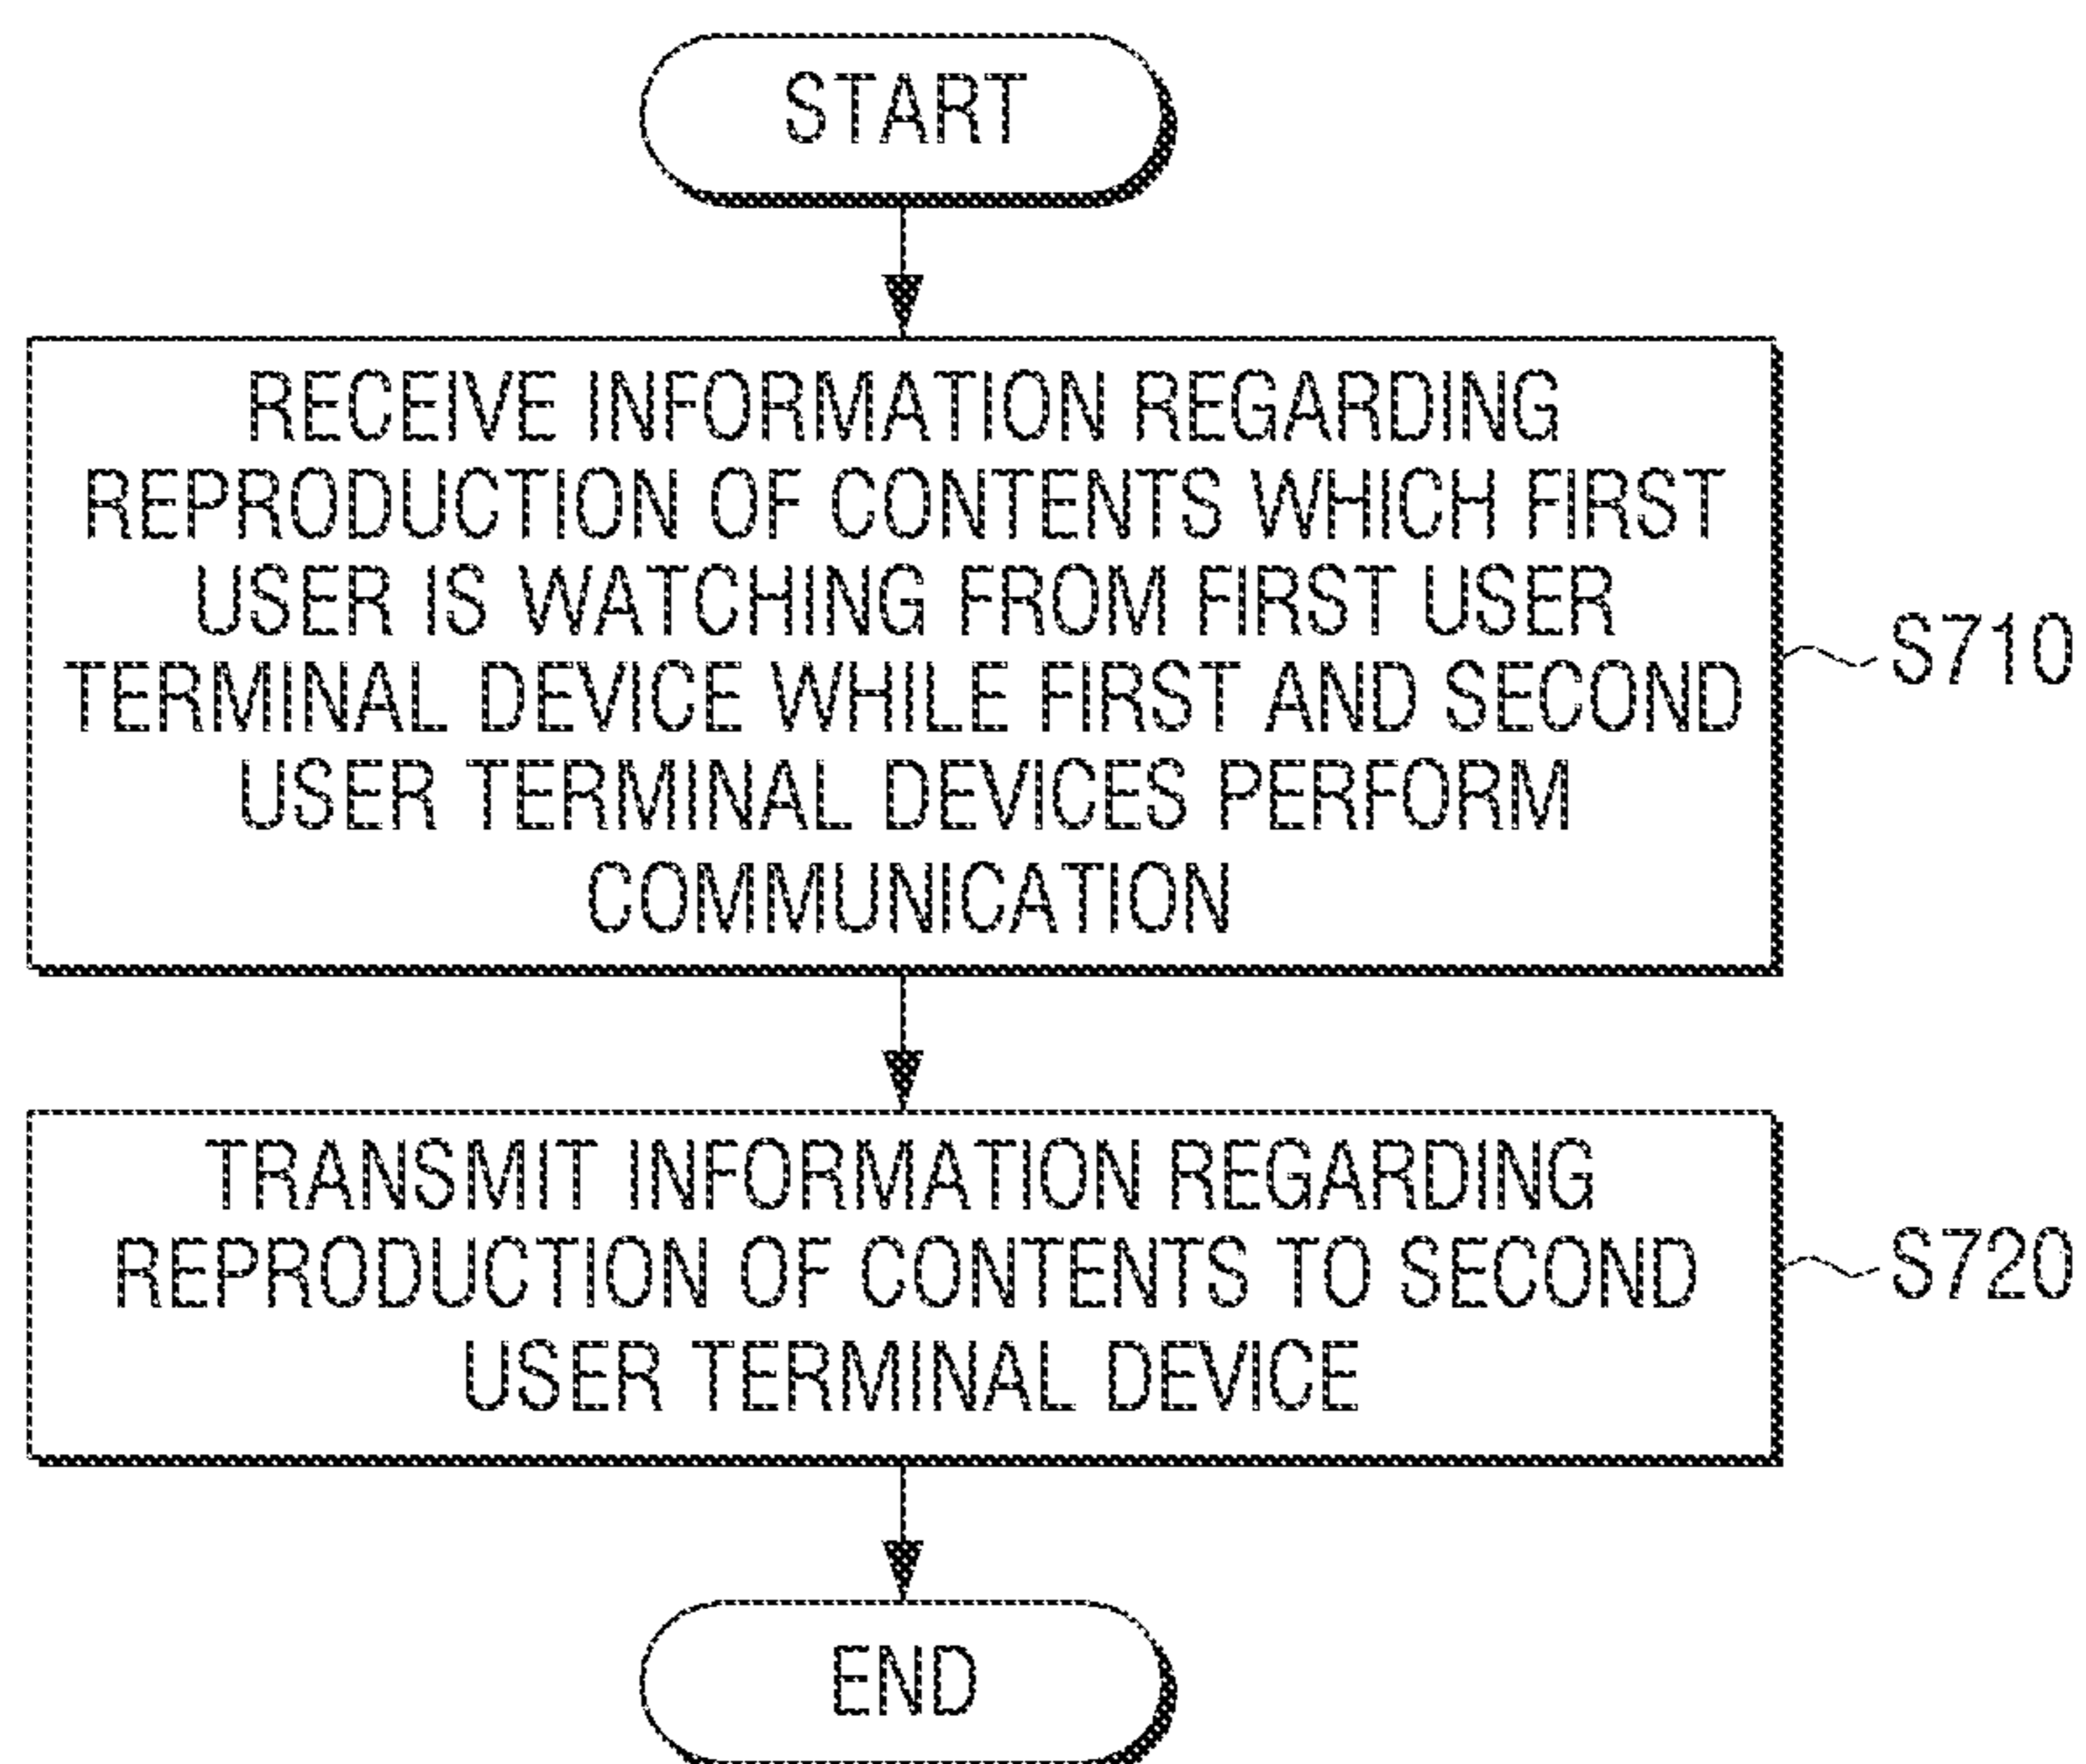 START
RECEIVE INFORMATION REGARDING
REPRODUCTION OF CONTENTS WHICH FIRST
USER IS WATCHING FROM FIRST USER
TERMINAL DEVICE WHILE FIRST AND SECOND
USER TERMINAL DEVICES PERFORM
COMMUNICATION
S710
TRANSMIT INFORMATION REGARDING
REPRODUCTION OF CONTENTS TO SECOND
USER TERMINAL DEVICE
S720
END